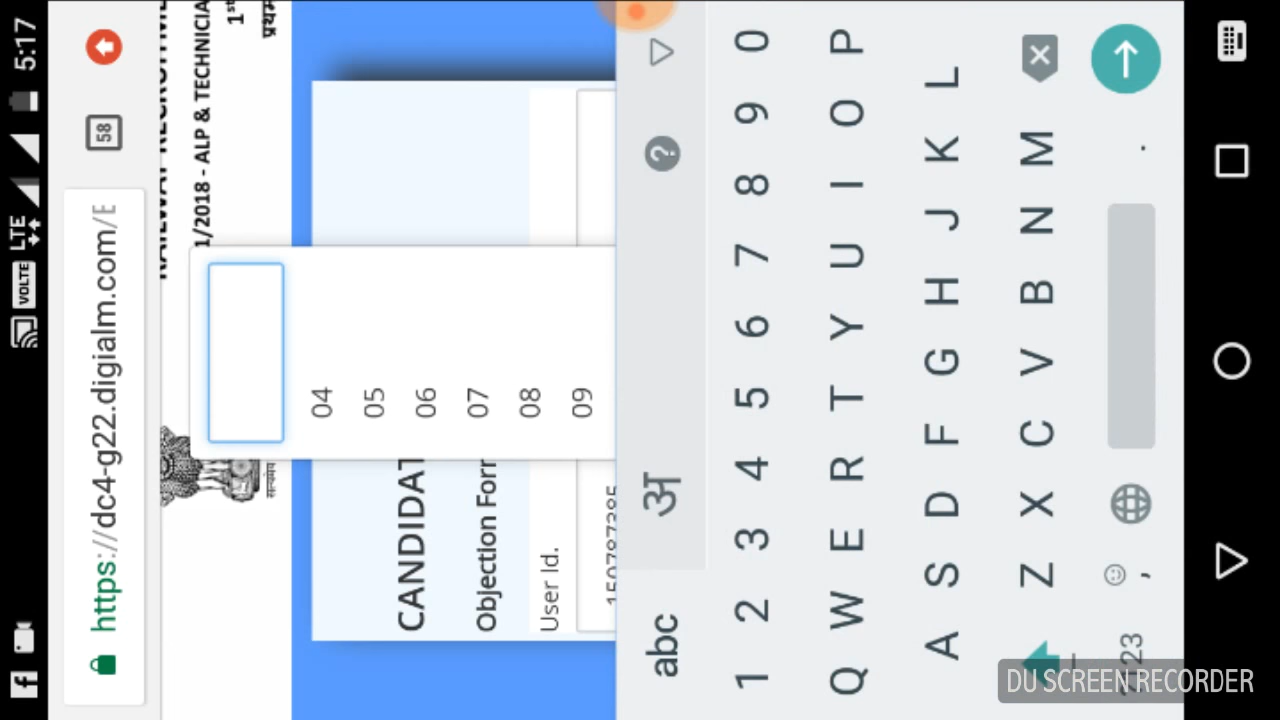 5:17
LTE
VOLTE
58
https://dc4-g22.digialm.com/E
1/2018 - ALP & TECHNICIA
1st
04
05
06
07
08
09
CANDIDAT
Objection For
User Id.
abc
अ
1 2 3 4 5 6 7 8 9 0
Q W E R T Y U I O P
A S D F G H J K L
Z X C V B N M
, .
DU SCREEN RECORDER